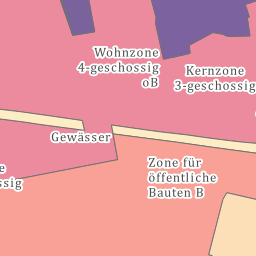 Wohnzone
4-geschossig
oB
Kernzone
3-geschossig
Gewässer
Zone für
öffentliche
Bauten B